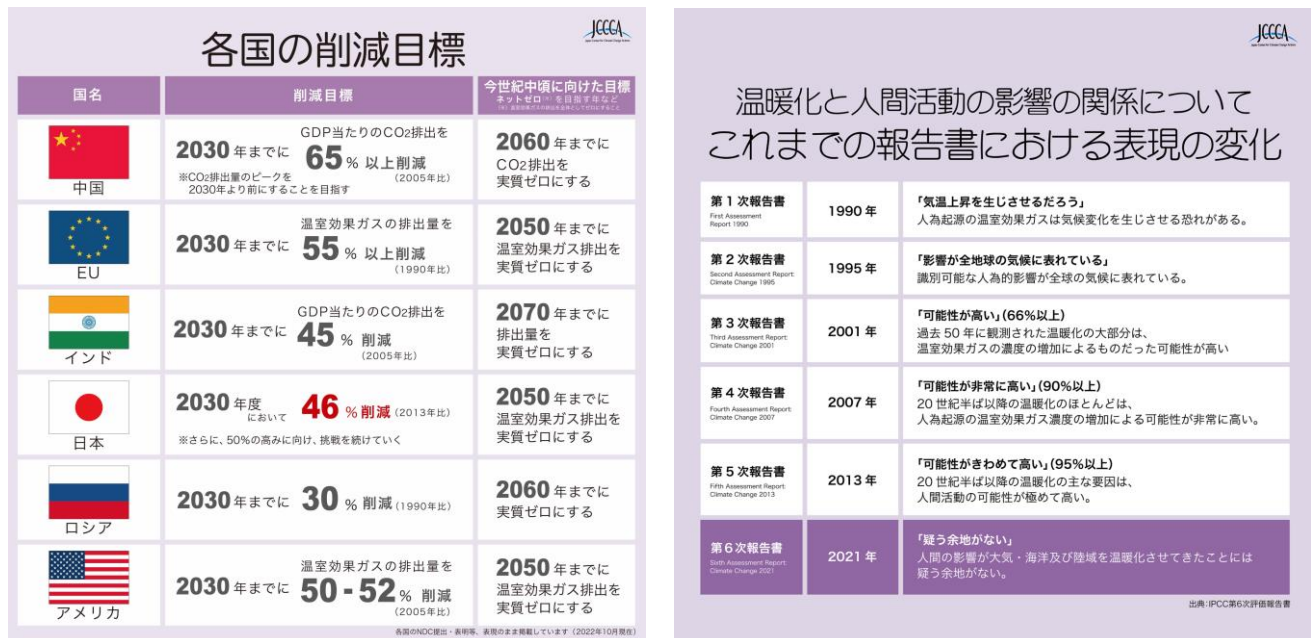 JCCCA
各国の削減目標
国名
削減目標
今世紀中頃に向けた目標
ネットゼロ(※)を目指す年など
(※)温室効果ガスの排出を全体としてゼロにすること
中国
GDP当たりのCO2排出を
2030年までに 65%以上削減
(2005年比)
※CO2排出量のピークを
2030年より前にすることを目指す
2060年までに
CO2排出を
実質ゼロにする
EU
温室効果ガスの排出量を
2030年までに 55%以上削減
(1990年比)
2050年までに
温室効果ガス排出を
実質ゼロにする
インド
GDP当たりのCO2排出を
2030年までに 45%削減
(2005年比)
2070年までに
排出量を
実質ゼロにする
日本
2030年度において 46%削減(2013年比)
※さらに、50%の高みに向け、挑戦を続けていく
2050年までに
温室効果ガス排出を
実質ゼロにする
ロシア
2030年までに 30%削減(1990年比)
2060年までに
実質ゼロにする
アメリカ
温室効果ガスの排出量を
2030年までに 50-52%削減
(2005年比)
2050年までに
温室効果ガス排出を
実質ゼロにする
各国のNDC提出・表明等、表現のまま掲載しています(2022年10月現在)
JCCCA
温暖化と人間活動の影響の関係について
これまでの報告書における表現の変化
第1次報告書
First Assessment
Report 1990
1990年
「気温上昇を生じさせるだろう」
人為起源の温室効果ガスは気候変化を生じさせる恐れがある。
第2次報告書
Second Assessment Report:
Climate Change 1995
1995年
「影響が全地球の気候に表れている」
識別可能な人為的影響が全球の気候に表れている。
第3次報告書
Third Assessment Report:
Climate Change 2001
2001年
「可能性が高い」(66%以上)
過去50年に観測された温暖化の大部分は、
温室効果ガスの濃度の増加によるものだった可能性が高い
第4次報告書
Fourth Assessment Report:
Climate Change 2007
2007年
「可能性が非常に高い」(90%以上)
20世紀半ば以降の温暖化のほとんどは、
人為起源の温室効果ガス濃度の増加による可能性が非常に高い。
第5次報告書
Fifth Assessment Report:
Climate Change 2013
2013年
「可能性がきわめて高い」(95%以上)
20世紀半ば以降の温暖化の主な要因は、
人間活動の可能性が極めて高い。
第6次報告書
Sixth Assessment Report:
Climate Change 2021
2021年
「疑う余地がない」
人間の影響が大気・海洋及び陸域を温暖化させてきたことには
疑う余地がない。
出典:IPCC第6次評価報告書